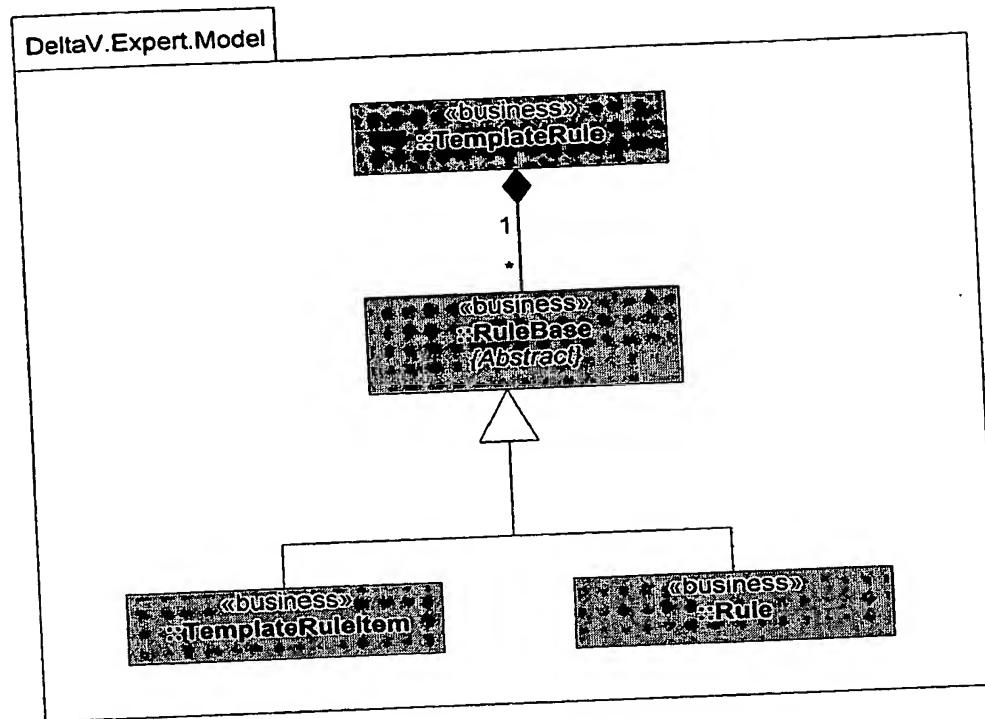 DeltaV.Expert.Model
«business»
::TemplateRule
1
*
«business»
::RuleBase
{Abstract}
«business»
::TemplateRuleItem
«business»
::Rule